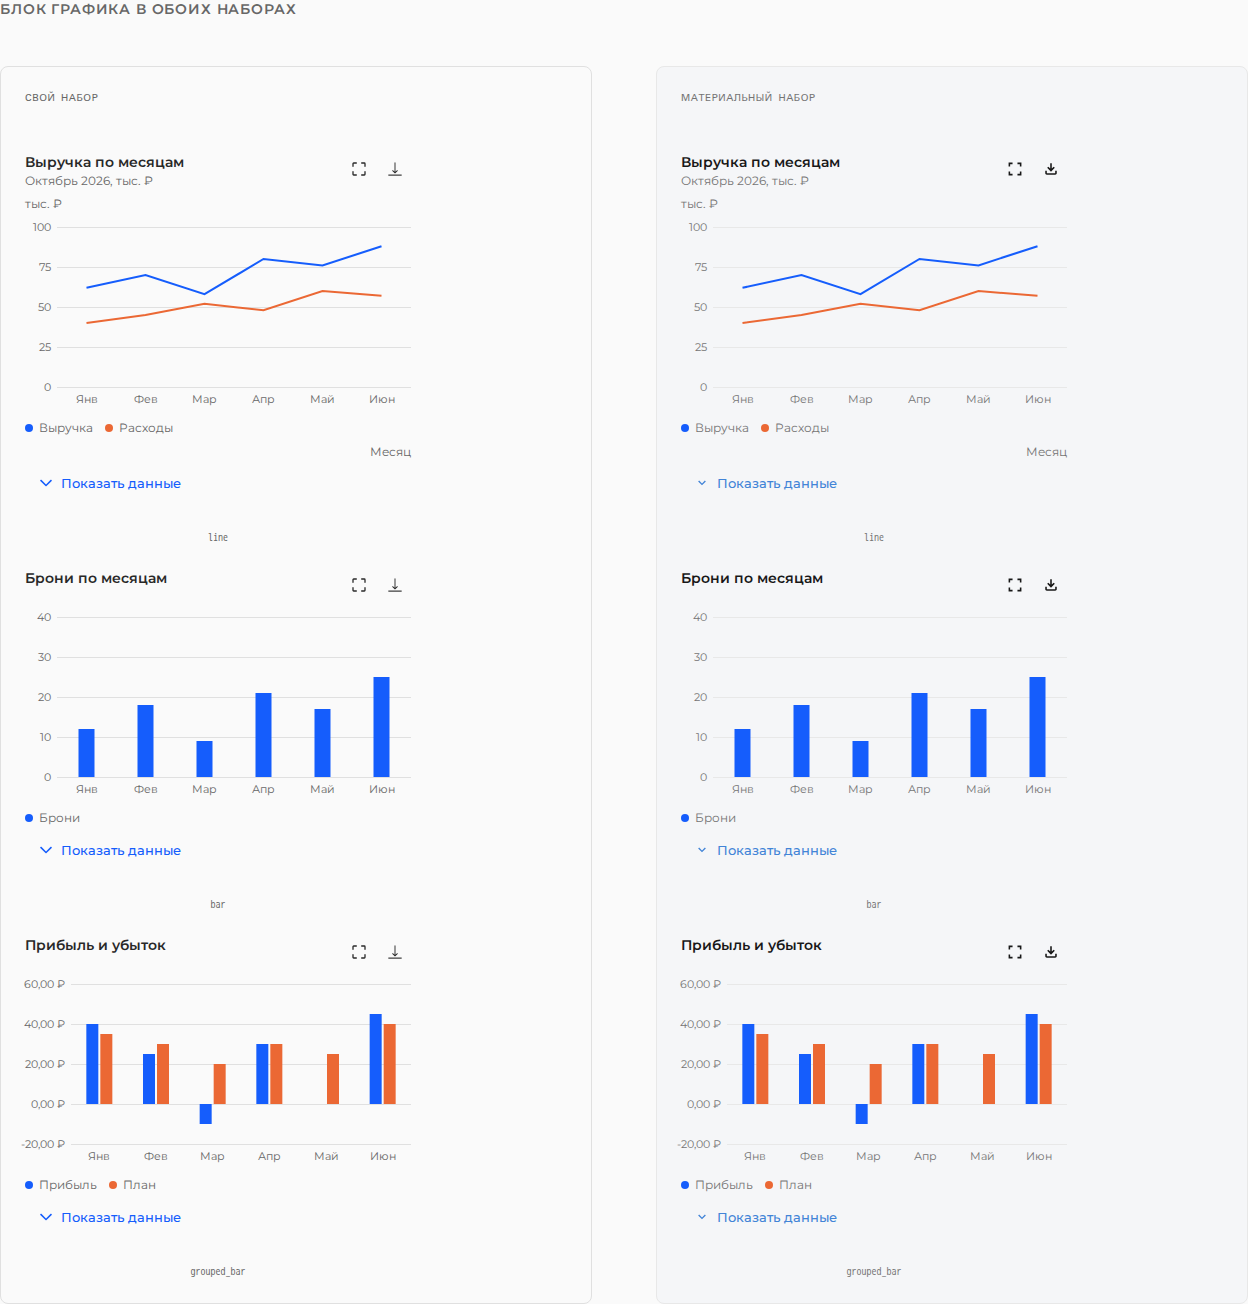 БЛОК ГРАФИКА В ОБОИХ НАБОРАХ
СВОЙ НАБОР
Выручка по месяцам
Октябрь 2026, тыс. ₽
тыс. ₽
100
75
50
25
0
Янв Фев Мар Апр Май Июн
Выручка Расходы
Месяц
Показать данные
line
Брони по месяцам
40
30
20
10
0
Янв Фев Мар Апр Май Июн
Брони
Показать данные
bar
Прибыль и убыток
60,00 ₽
40,00 ₽
20,00 ₽
0,00 ₽
-20,00 ₽
Янв Фев Мар Апр Май Июн
Прибыль План
Показать данные
grouped_bar
МАТЕРИАЛЬНЫЙ НАБОР
Выручка по месяцам
Октябрь 2026, тыс. ₽
тыс. ₽
100
75
50
25
0
Янв Фев Мар Апр Май Июн
Выручка Расходы
Месяц
Показать данные
line
Брони по месяцам
40
30
20
10
0
Янв Фев Мар Апр Май Июн
Брони
Показать данные
bar
Прибыль и убыток
60,00 ₽
40,00 ₽
20,00 ₽
0,00 ₽
-20,00 ₽
Янв Фев Мар Апр Май Июн
Прибыль План
Показать данные
grouped_bar